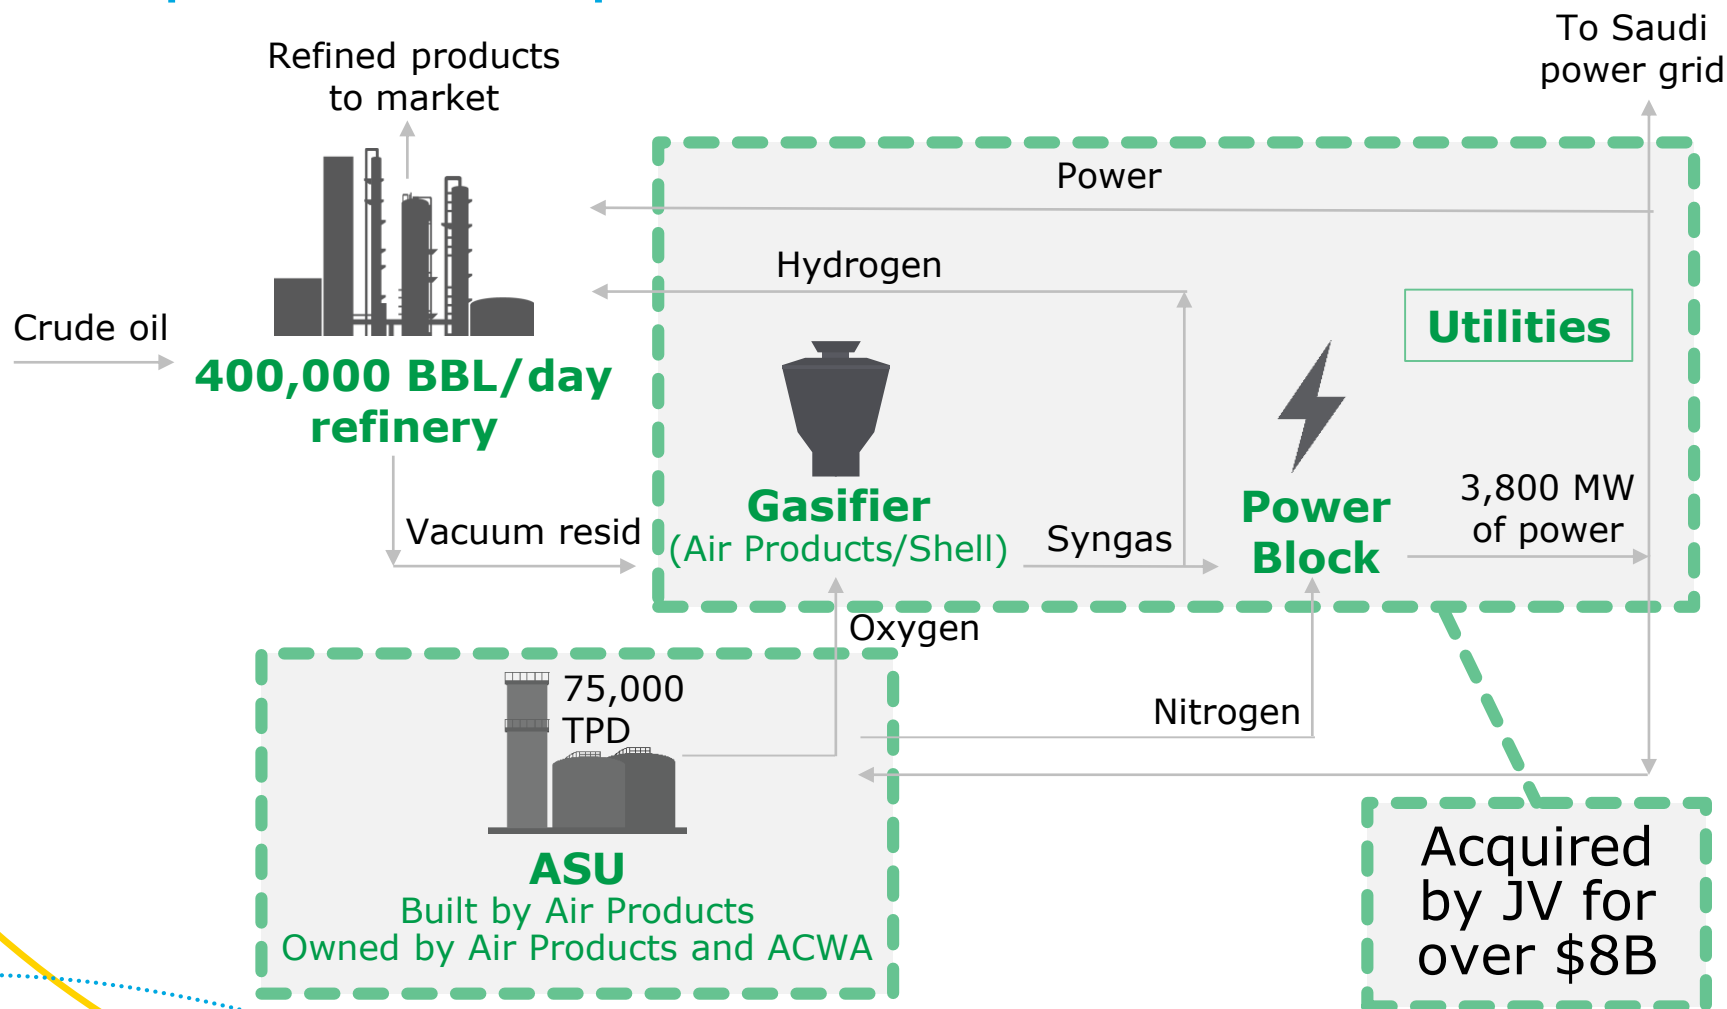 To Saudi
power grid
Refined products
to market
Power
Hydrogen
Utilities
Crude oil
400,000 BBL/day
refinery
Gasifier
(Air Products/Shell)
Syngas
Power
Block
3,800 MW
of power
Vacuum resid
Oxygen
75,000
TPD
Nitrogen
ASU
Built by Air Products
Owned by Air Products and ACWA
Acquired
by JV for
over $8B